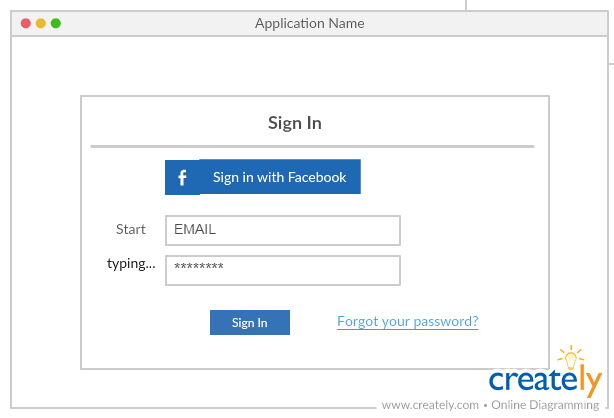 Application Name
Sign In
f Sign in with Facebook
Start EMAIL
typing... ********
Sign In Forgot your password?
creately
www.creately.com • Online Diagramming